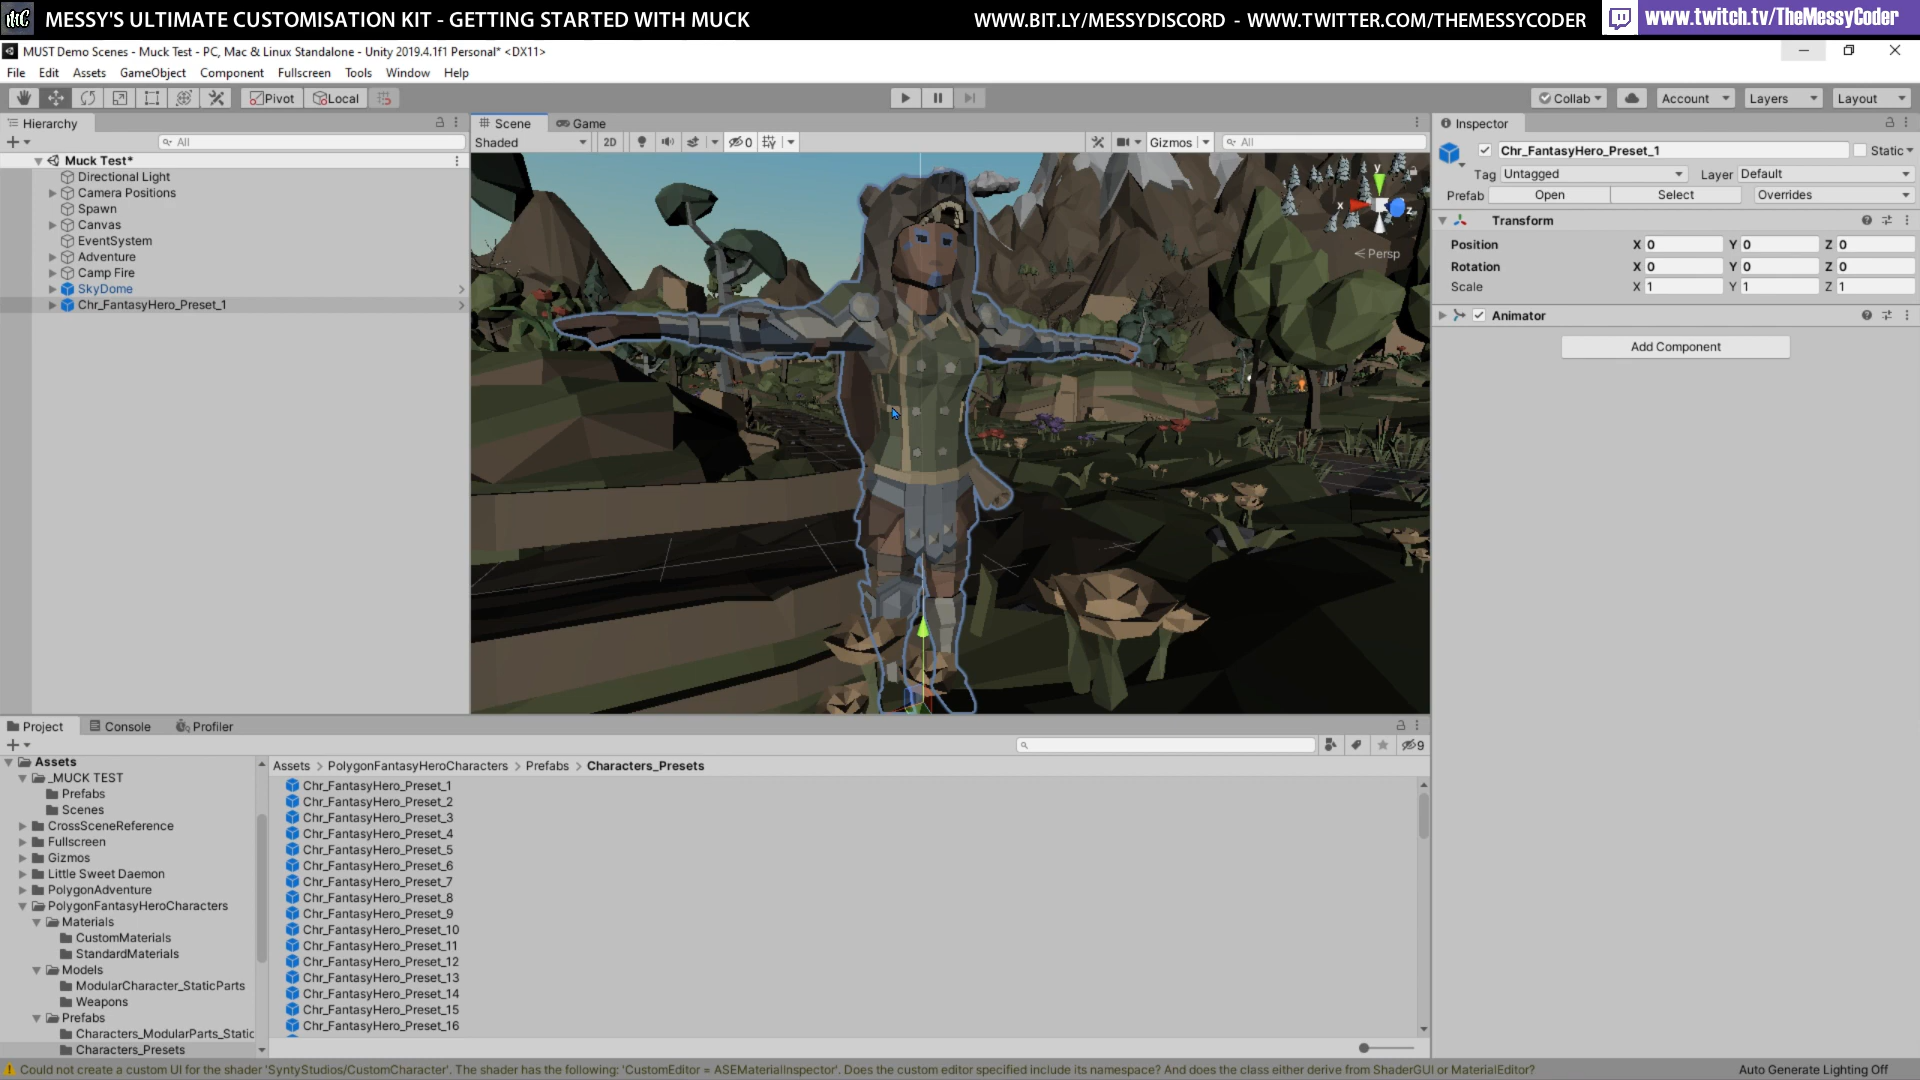 mC MESSY'S ULTIMATE CUSTOMISATION KIT - GETTING STARTED WITH MUCK WWW.BIT.LY/MESSYDISCORD - WWW.TWITTER.COM/THEMESSYCODER www.twitch.tv/TheMessyCoder
MUST Demo Scenes - Muck Test - PC, Mac & Linux Standalone - Unity 2019.4.1f1 Personal* <DX11>
File Edit Assets GameObject Component Fullscreen Tools Window Help
Pivot Local Collab Account Layers Layout
Hierarchy
All
Muck Test*
Directional Light
Camera Positions
Spawn
Canvas
EventSystem
Adventure
Camp Fire
SkyDome
Chr_FantasyHero_Preset_1
Scene Game
Shaded 2D 0 Gizmos All
y
x z
Persp
Inspector
Chr_FantasyHero_Preset_1 Static
Tag Untagged Layer Default
Prefab Open Select Overrides
Transform
Position X 0 Y 0 Z 0
Rotation X 0 Y 0 Z 0
Scale X 1 Y 1 Z 1
Animator
Add Component
Project Console Profiler
9
Assets
_MUCK TEST
Prefabs
Scenes
CrossSceneReference
Fullscreen
Gizmos
Little Sweet Daemon
PolygonAdventure
PolygonFantasyHeroCharacters
Materials
CustomMaterials
StandardMaterials
Models
ModularCharacter_StaticParts
Weapons
Prefabs
Characters_ModularParts_Static
Characters_Presets
Assets > PolygonFantasyHeroCharacters > Prefabs > Characters_Presets
Chr_FantasyHero_Preset_1
Chr_FantasyHero_Preset_2
Chr_FantasyHero_Preset_3
Chr_FantasyHero_Preset_4
Chr_FantasyHero_Preset_5
Chr_FantasyHero_Preset_6
Chr_FantasyHero_Preset_7
Chr_FantasyHero_Preset_8
Chr_FantasyHero_Preset_9
Chr_FantasyHero_Preset_10
Chr_FantasyHero_Preset_11
Chr_FantasyHero_Preset_12
Chr_FantasyHero_Preset_13
Chr_FantasyHero_Preset_14
Chr_FantasyHero_Preset_15
Chr_FantasyHero_Preset_16
Could not create a custom UI for the shader 'SyntyStudios/CustomCharacter'. The shader has the following: 'CustomEditor = ASEMaterialInspector'. Does the custom editor specified include its namespace? And does the class either derive from ShaderGUI or MaterialEditor? Auto Generate Lighting Off